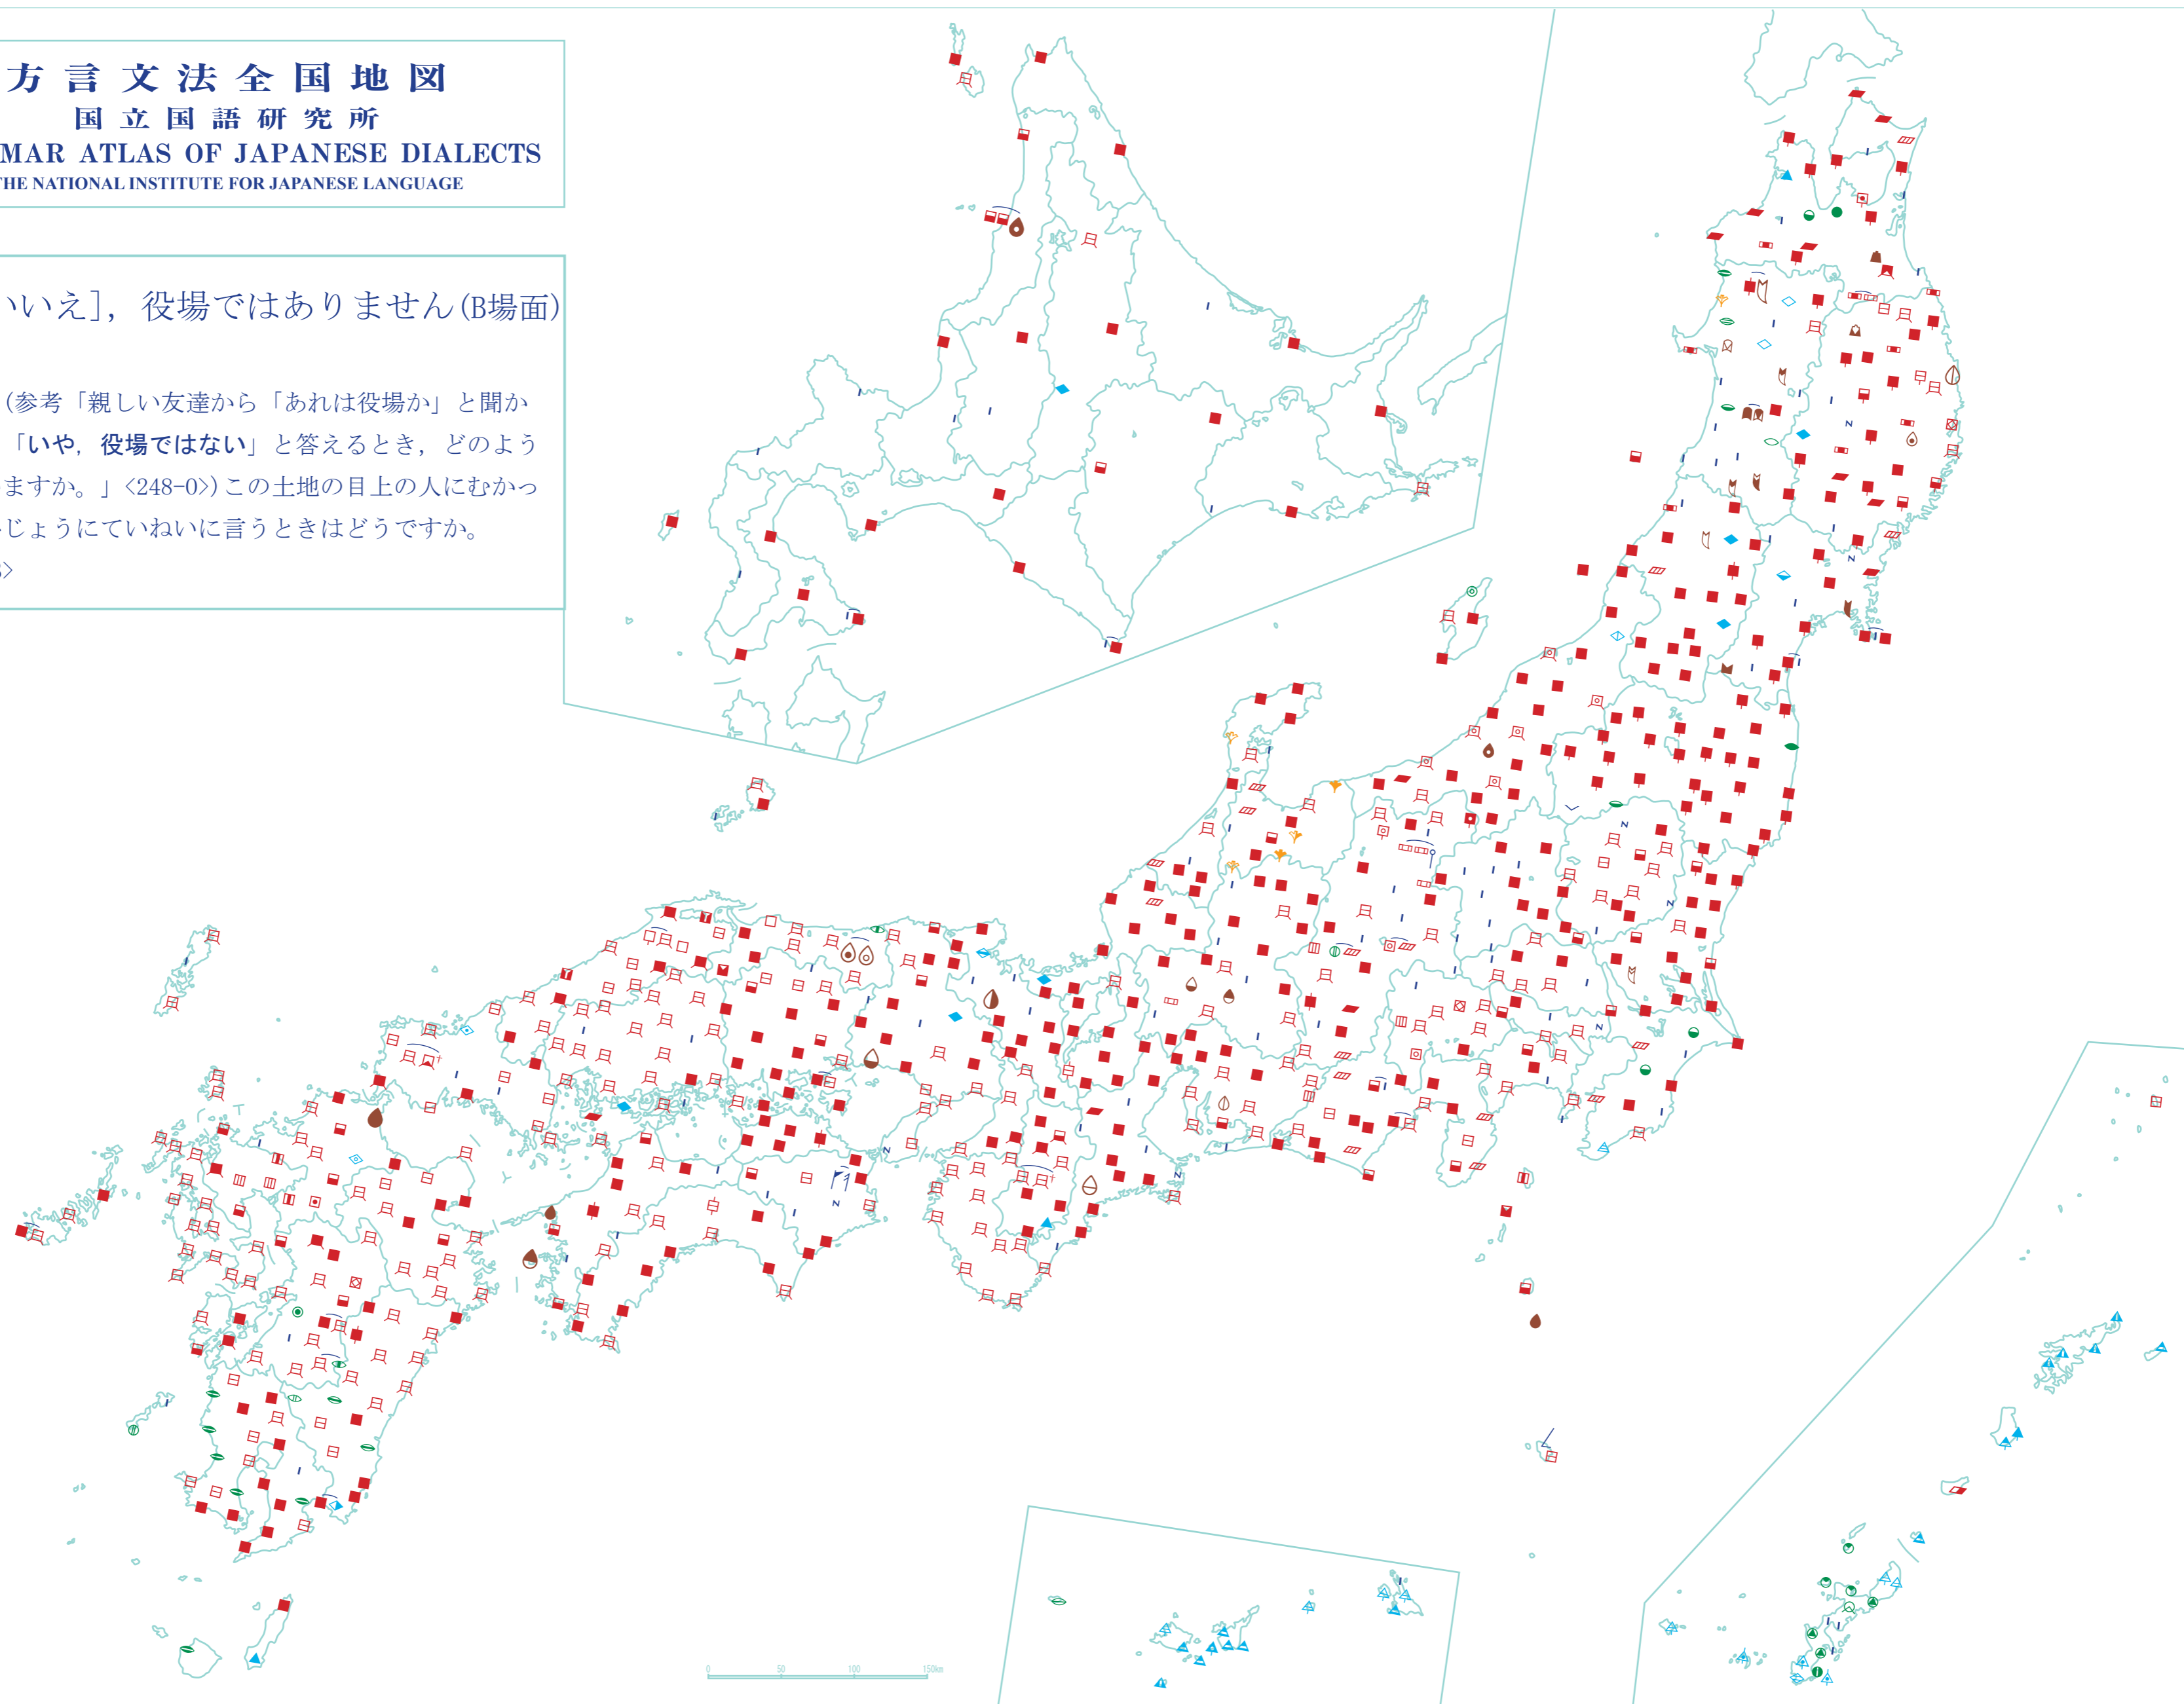 方言文法全国地図
国立国語研究所
MAR ATLAS OF JAPANESE DIALECTS
THE NATIONAL INSTITUTE FOR JAPANESE LANGUAGE
いいえ], 役場ではありません(B場面)
(参考「親しい友達から「あれは役場か」と聞か
「いや, 役場ではない」と答えるとき, どのよう
ますか。」<248-0>)この土地の目上の人にむかっ
じょうにていねいに言うときはどうですか。
0 50 100 150km